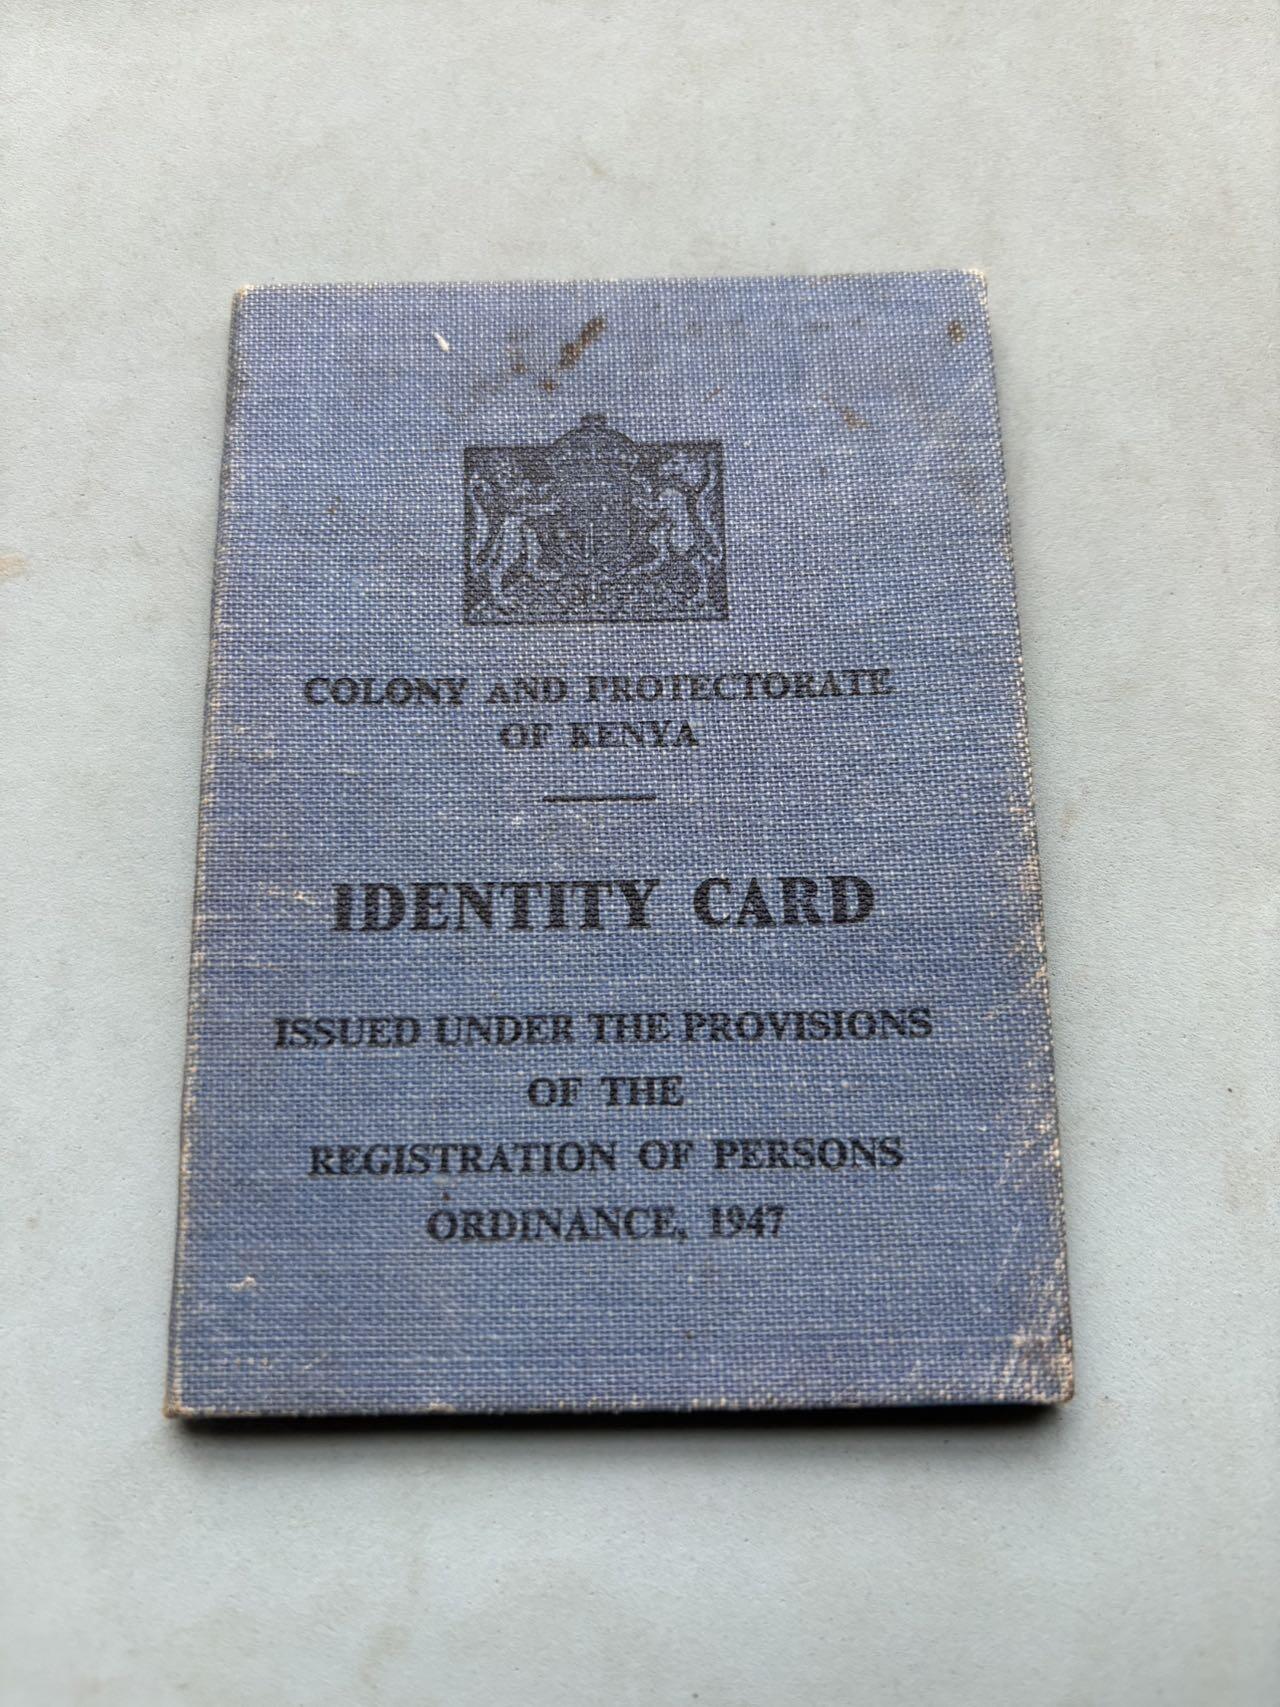 COLONY AND PROTECTORATE
OF KENYA
IDENTITY CARD
ISSUED UNDER THE PROVISIONS
OF THE
REGISTRATION OF PERSONS
ORDINANCE, 1947